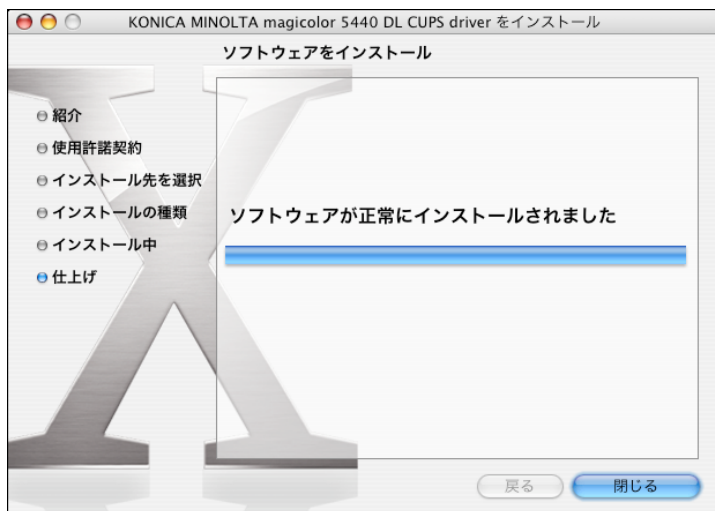 KONICA MINOLTA magicolor 5440 DL CUPS driver をインストール
ソフトウェアをインストール
紹介
使用許諾契約
インストール先を選択
インストールの種類
インストール中
仕上げ
ソフトウェアが正常にインストールされました
戻る
閉じる